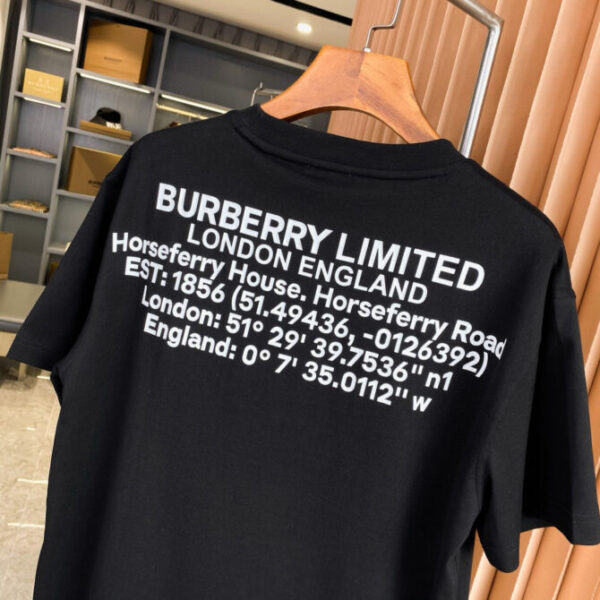 BURBERRY
BURBERRY LIMITED
LONDON ENGLAND
Horseferry House. Horseferry Road
EST: 1856 (51.49436, -0126392)
London: 51° 29' 39.7536'' n1
England: 0° 7' 35.0112'' w